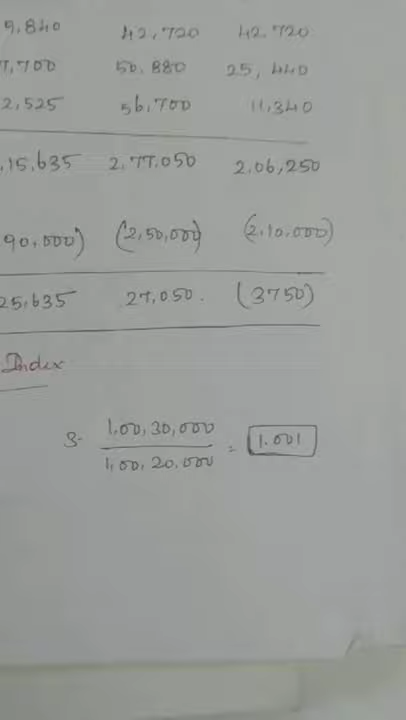 9,840 42,720 42,720
7,700 50,880 25,440
2,525 56,700 11,340
,15,635 2,77,050 2,06,250
90,000) (2,50,000) (2,10,000)
25,635 27,050. (3750)
Index
3. 1,00,30,000
1,00,20,000
= 1.001